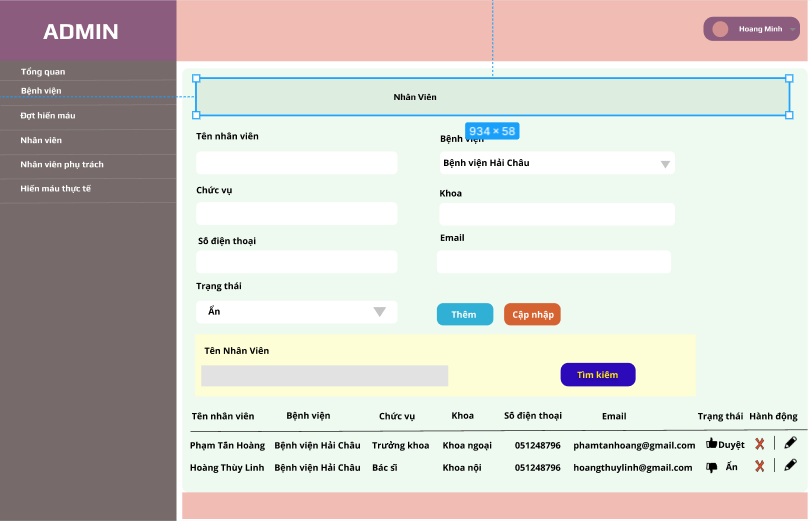 ADMIN
Hoang Minh
Tổng quan
Bệnh viện
Đợt hiến máu
Nhân viên
Nhân viên phụ trách
Hiến máu thực tế
Nhân Viên
934 × 58
Tên nhân viên
Bệnh viện
Bệnh viện Hải Châu
Chức vụ
Khoa
Số điện thoại
Email
Trạng thái
Ẩn
Thêm
Cập nhập
Tên Nhân Viên
Tìm kiêm
Tên nhân viên Bệnh viện Chức vụ Khoa Số điện thoại Email Trạng thái Hành động
Phạm Tấn Hoàng Bệnh viện Hải Châu Trưởng khoa Khoa ngoại 051248796 phamtanhoang@gmail.com Duyệt
Hoàng Thùy Linh Bệnh viện Hải Châu Bác sĩ Khoa nội 051248796 hoangthuylinh@gmail.com Ẩn